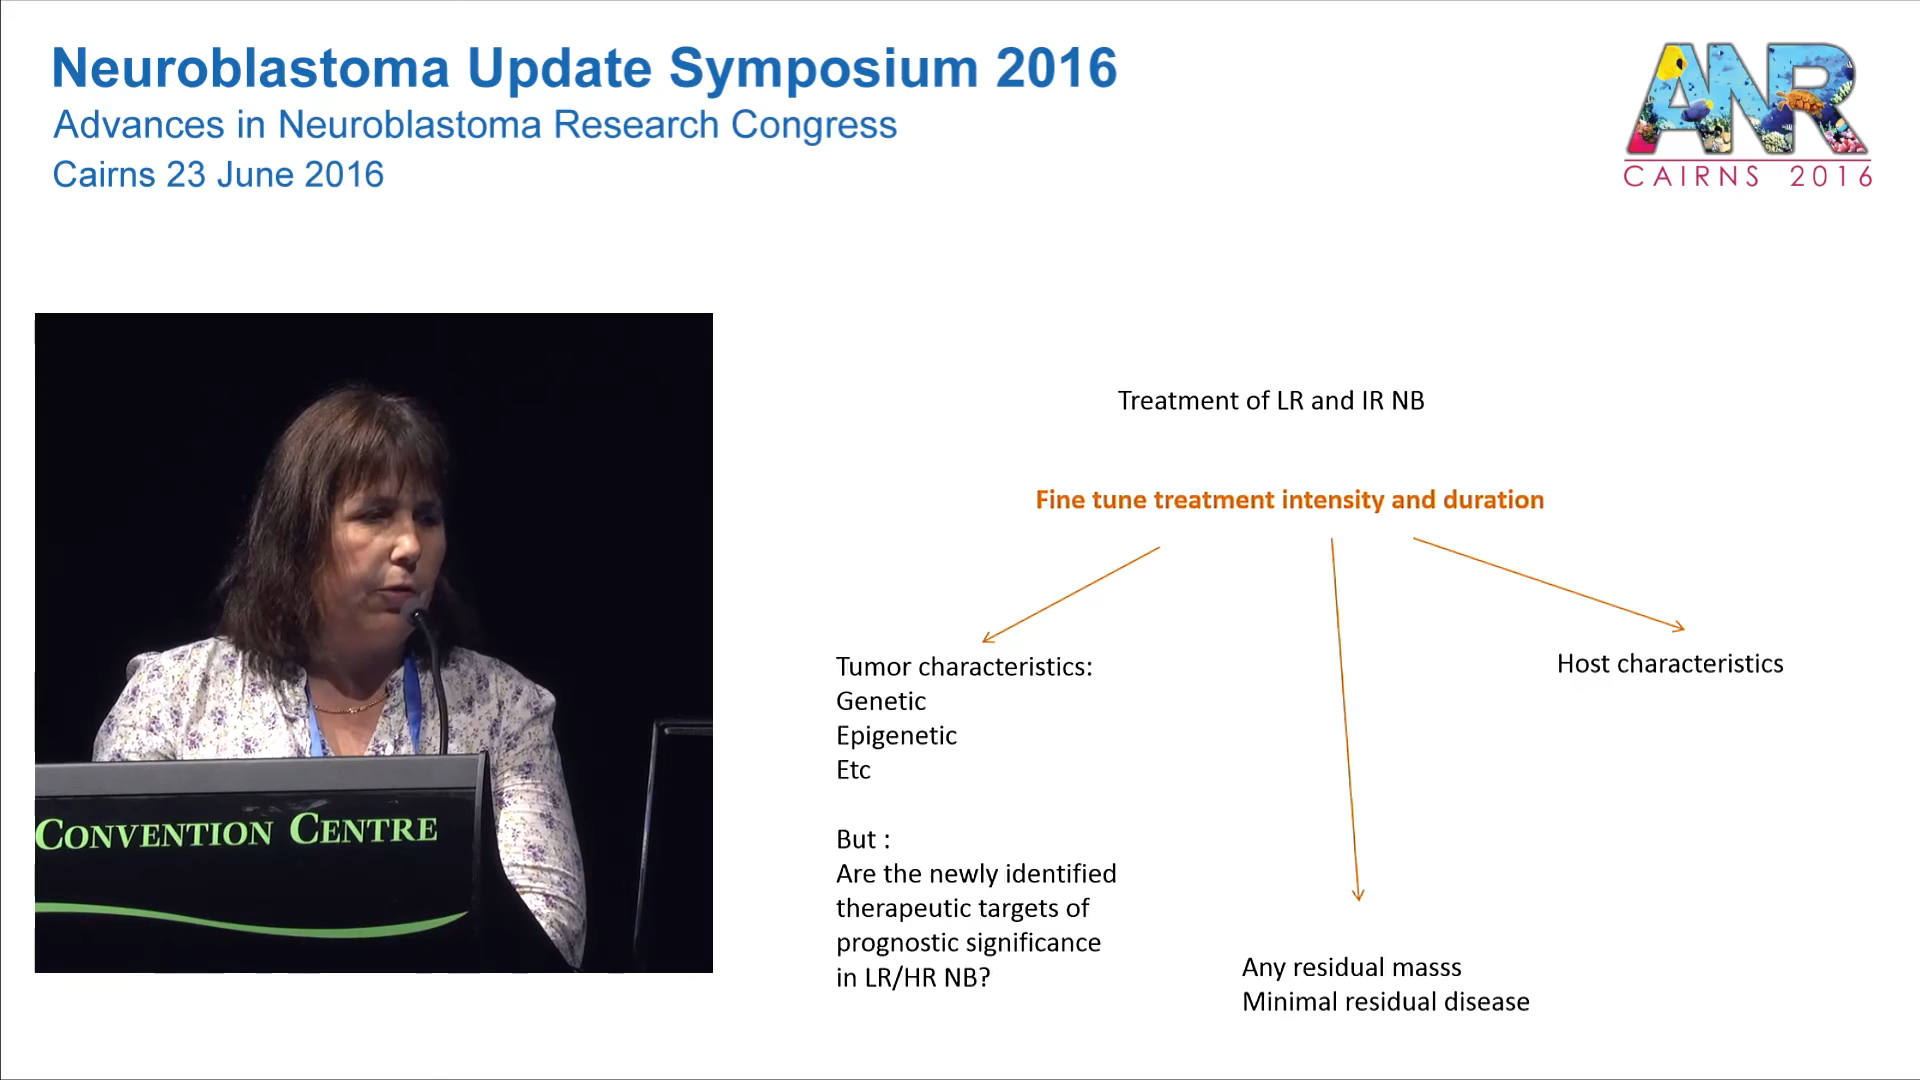 Neuroblastoma Update Symposium 2016
Advances in Neuroblastoma Research Congress
Cairns 23 June 2016
ANR
CAIRNS 2016
CONVENTION CENTRE
Treatment of LR and IR NB
Fine tune treatment intensity and duration
Tumor characteristics:
Genetic
Epigenetic
Etc
But :
Are the newly identified
therapeutic targets of
prognostic significance
in LR/HR NB?
Any residual masss
Minimal residual disease
Host characteristics